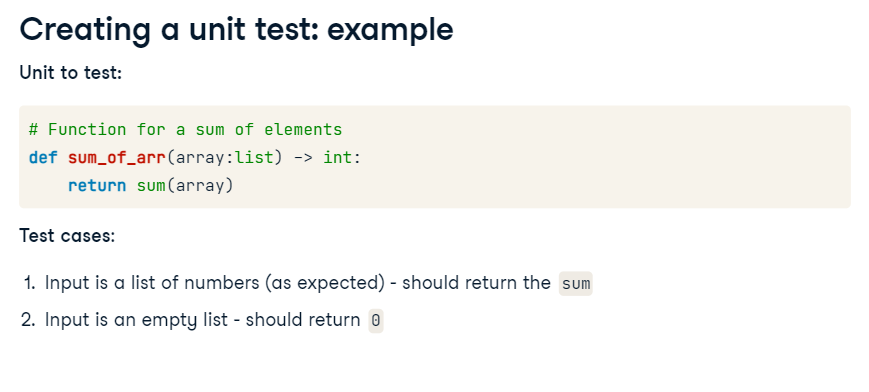 Creating a unit test: example
Unit to test:
# Function for a sum of elements
def sum_of_arr(array:list) -> int:
    return sum(array)
Test cases:
1. Input is a list of numbers (as expected) - should return the sum
2. Input is an empty list - should return 0